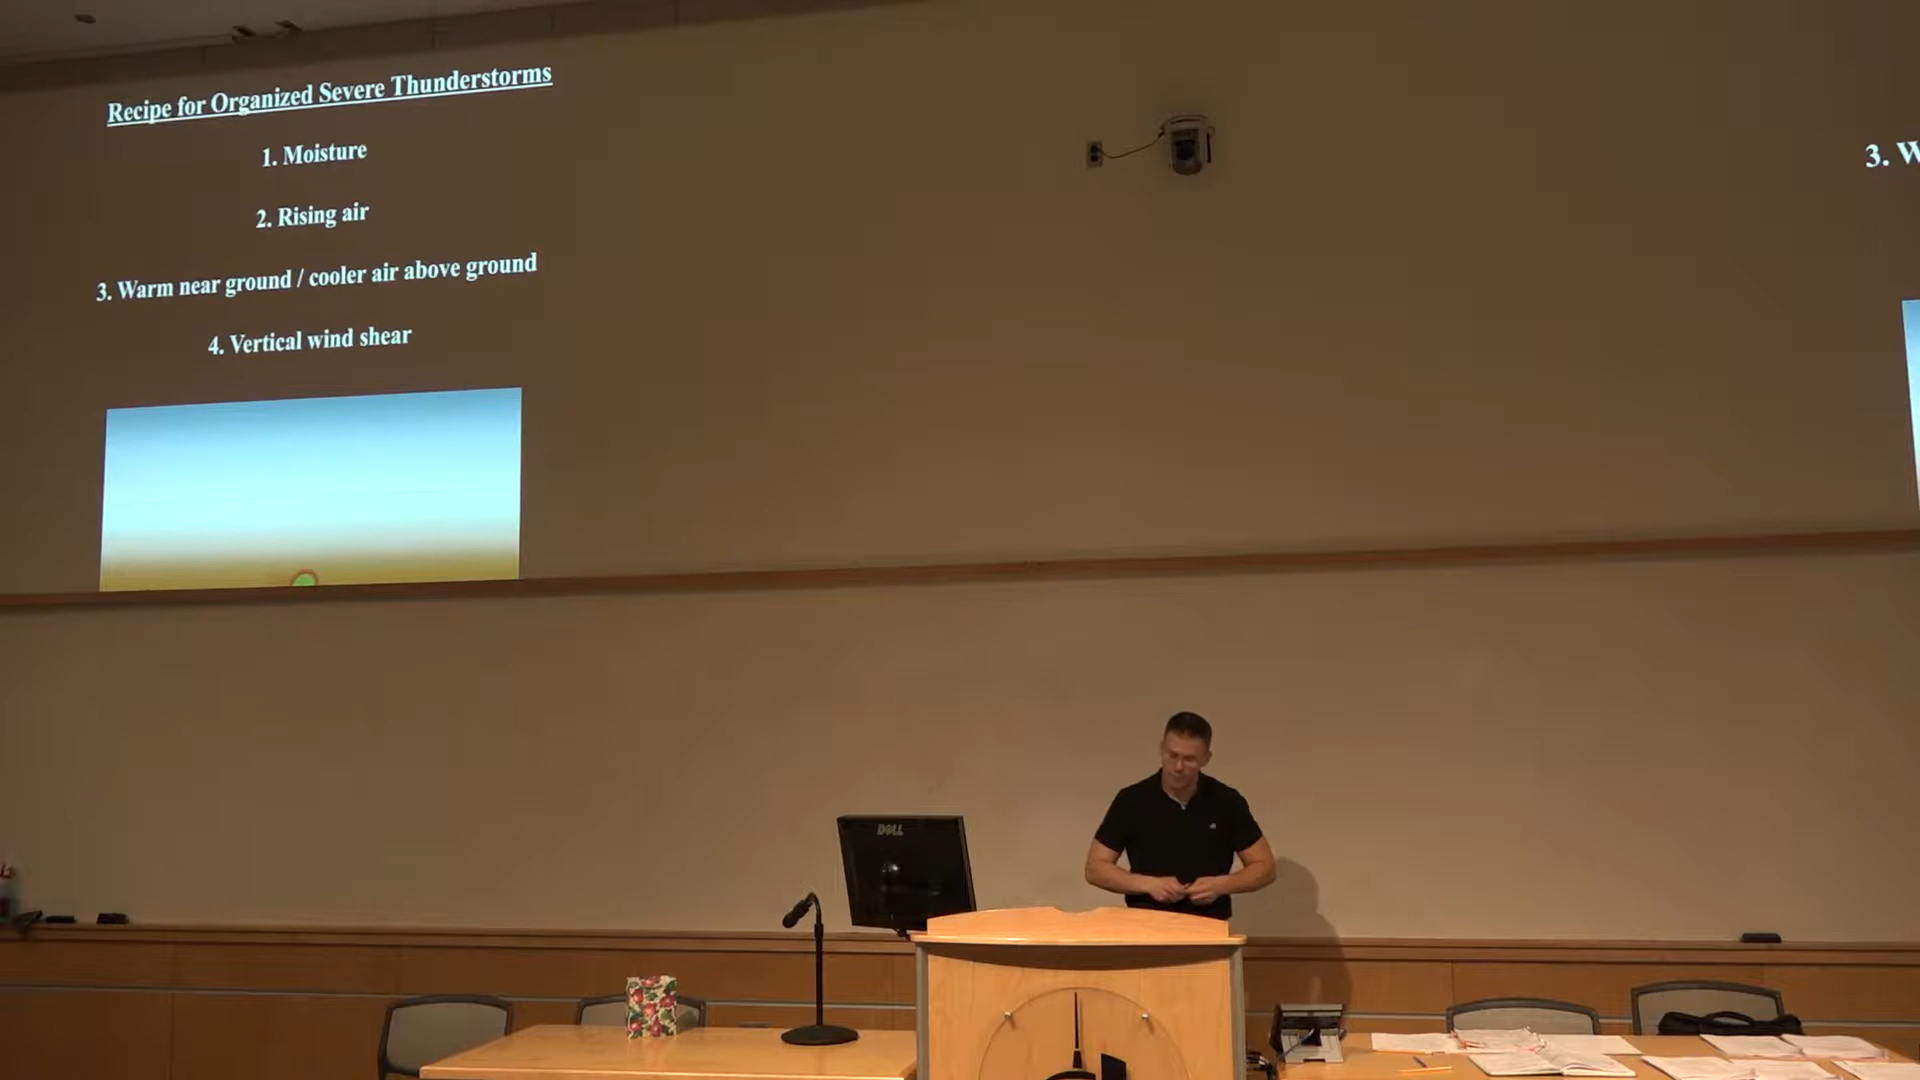 Recipe for Organized Severe Thunderstorms
1. Moisture
2. Rising air
3. Warm near ground / cooler air above ground
4. Vertical wind shear
3. W
DELL